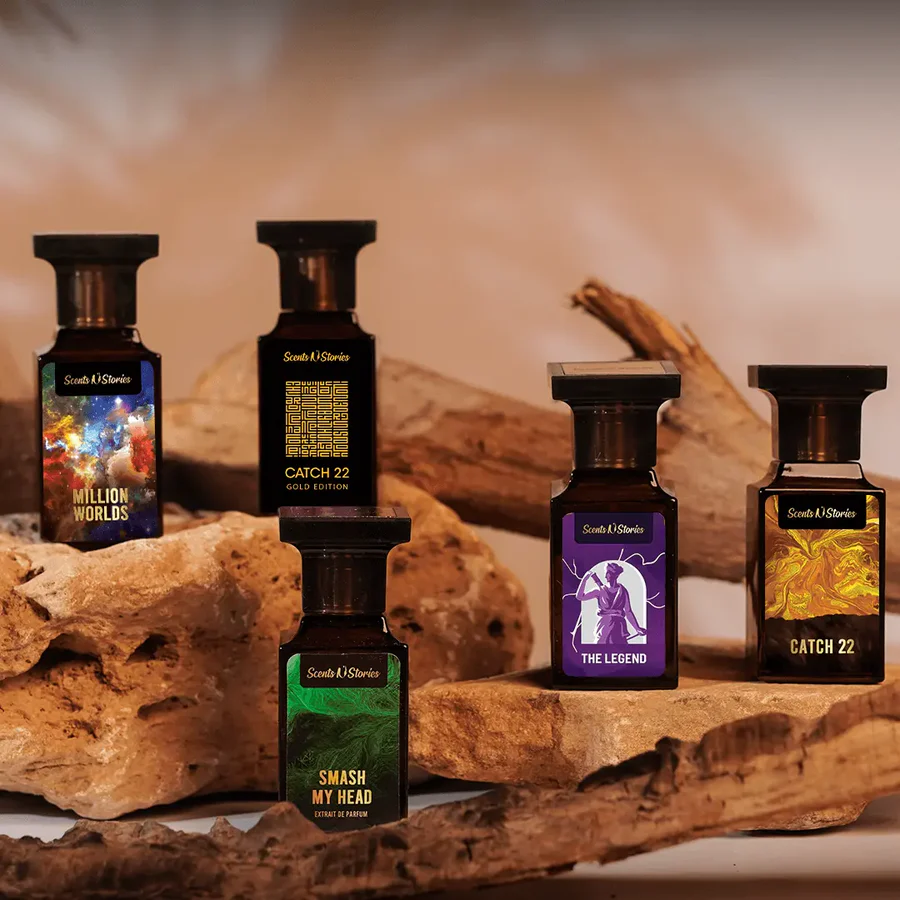 Scents N Stories
MILLION
WORLDS
Scents N Stories
CATCH 22
GOLD EDITION
Scents N Stories
SMASH
MY HEAD
EXTRAIT DE PARFUM
Scents N Stories
THE LEGEND
Scents N Stories
CATCH 22